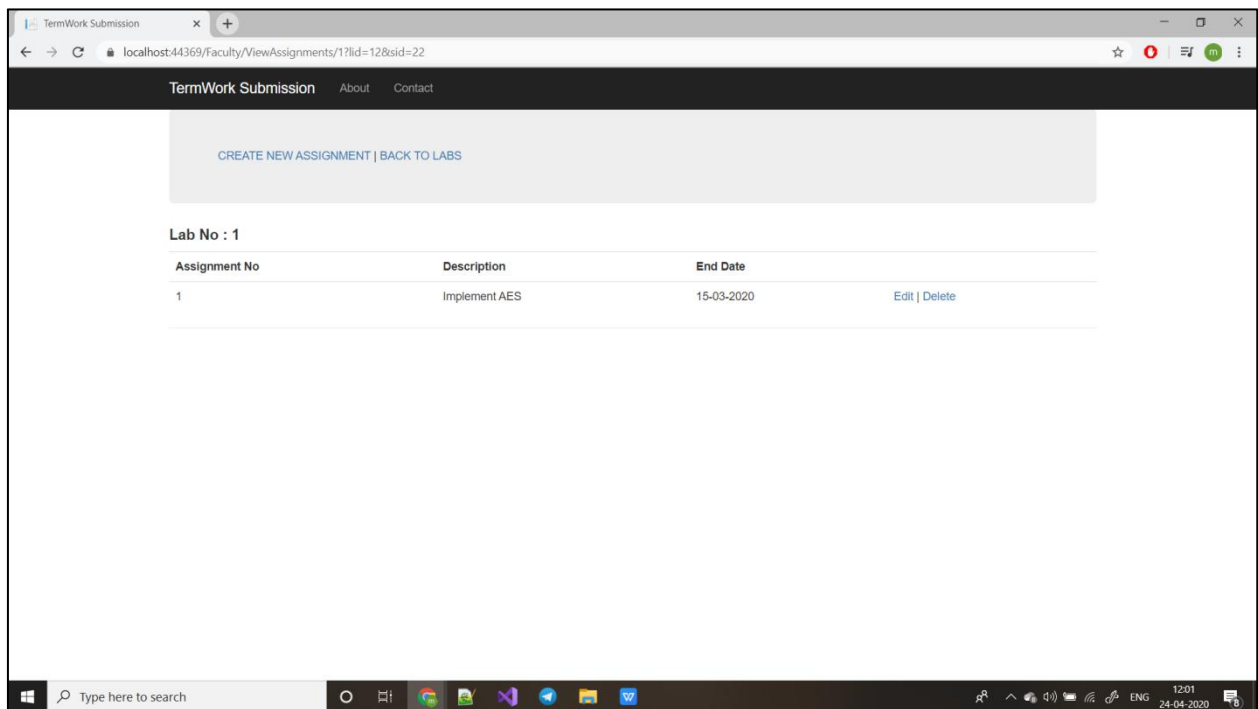 TermWork Submission
localhost:44369/Faculty/ViewAssignments/1?lid=12&sid=22
m
TermWork Submission About Contact
CREATE NEW ASSIGNMENT | BACK TO LABS
Lab No : 1
Assignment No Description End Date
1 Implement AES 15-03-2020 Edit | Delete
Type here to search
ENG
12:01
24-04-2020
8